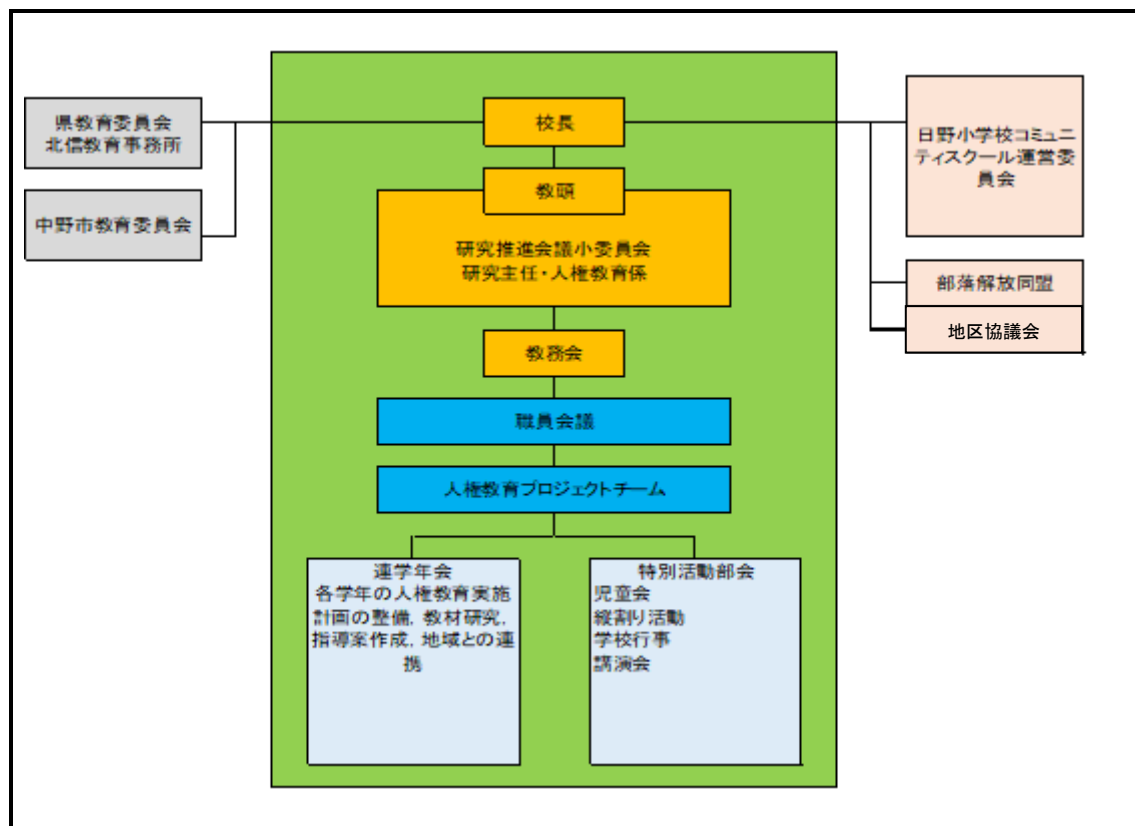 県教育委員会
北信教育事務所
中野市教育委員会
校長
教頭
研究推進会議小委員会
研究主任・人権教育係
教務会
職員会議
人権教育プロジェクトチーム
連学年会
各学年の人権教育実施
計画の整備，教材研究，
指導案作成，地域との連
携
特別活動部会
児童会
縦割り活動
学校行事
講演会
日野小学校コミュニ
ティスクール運営委
員会
部落解放同盟
地区協議会